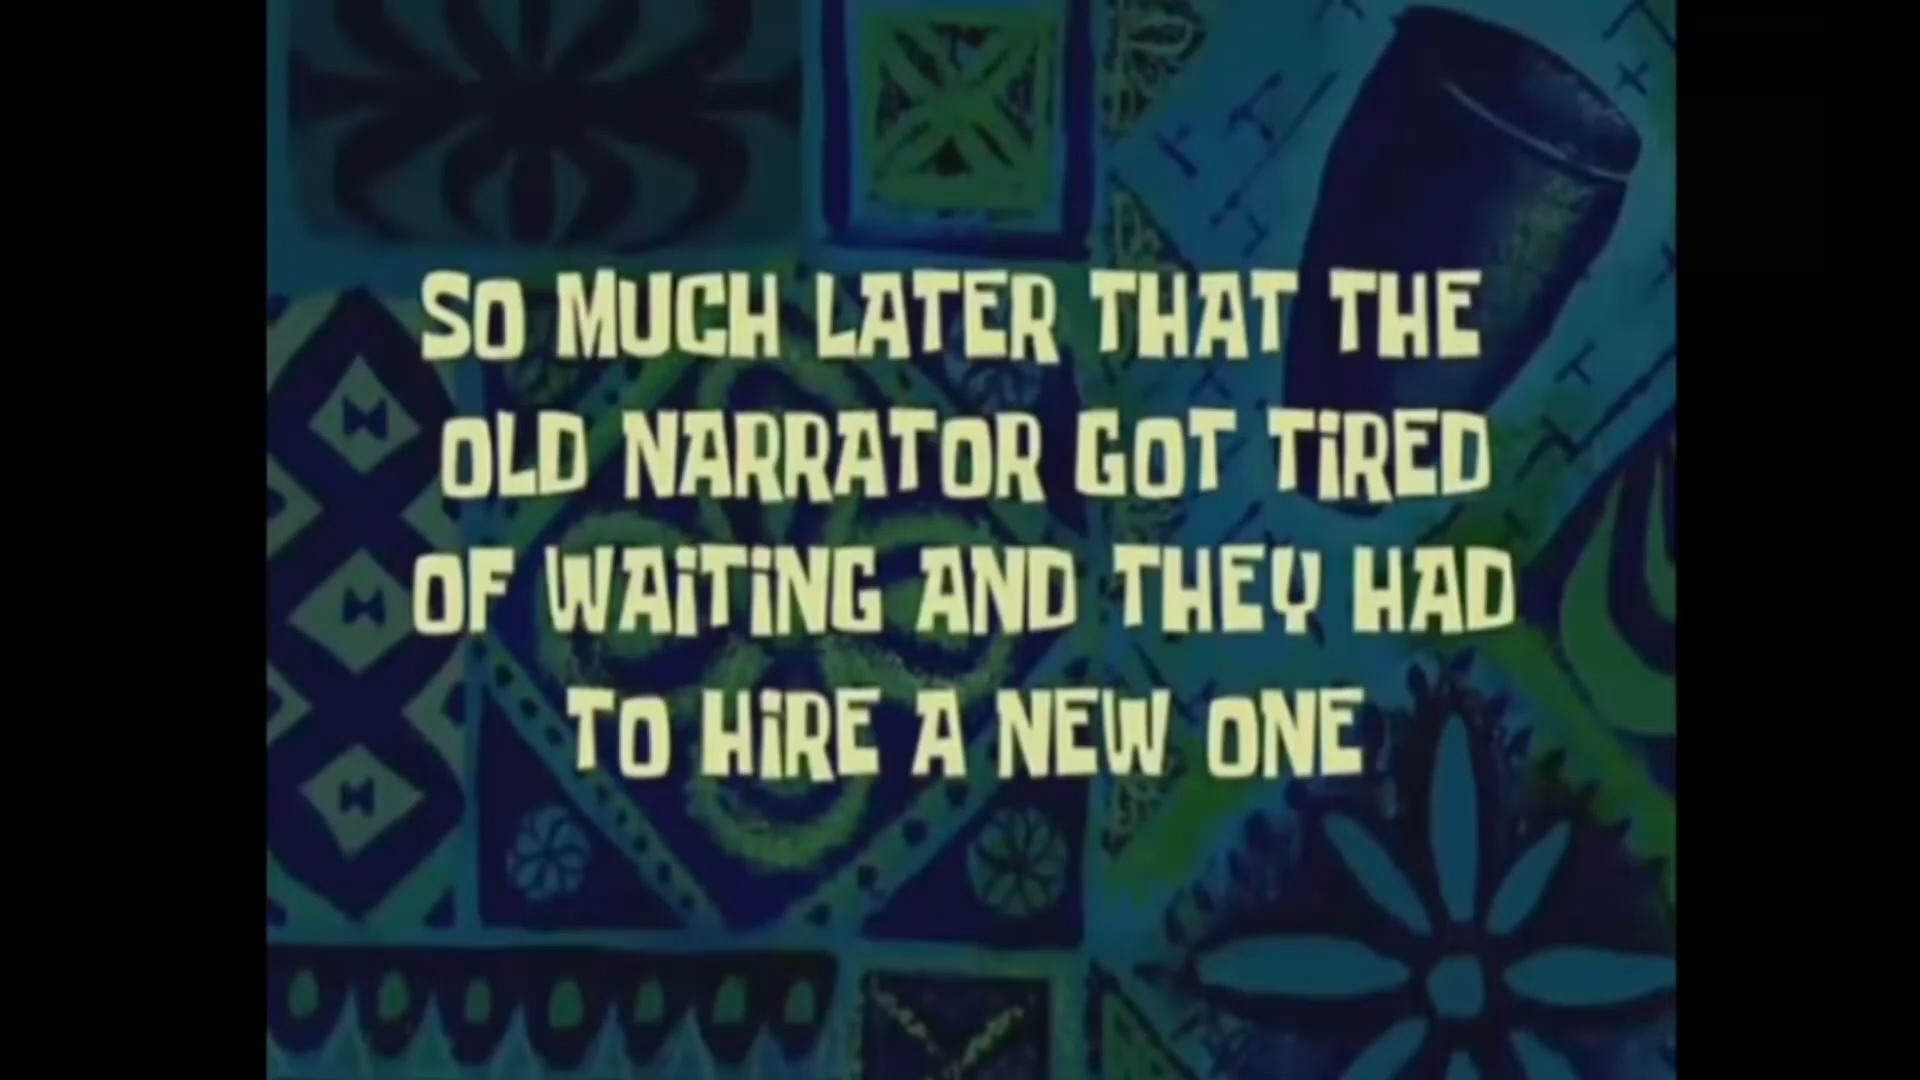 SO MUCH LATER THAT THE
OLD NARRATOR GOT TiRED
OF WAiTiNG AND THEY HAD
TO HiRE A NEW ONE